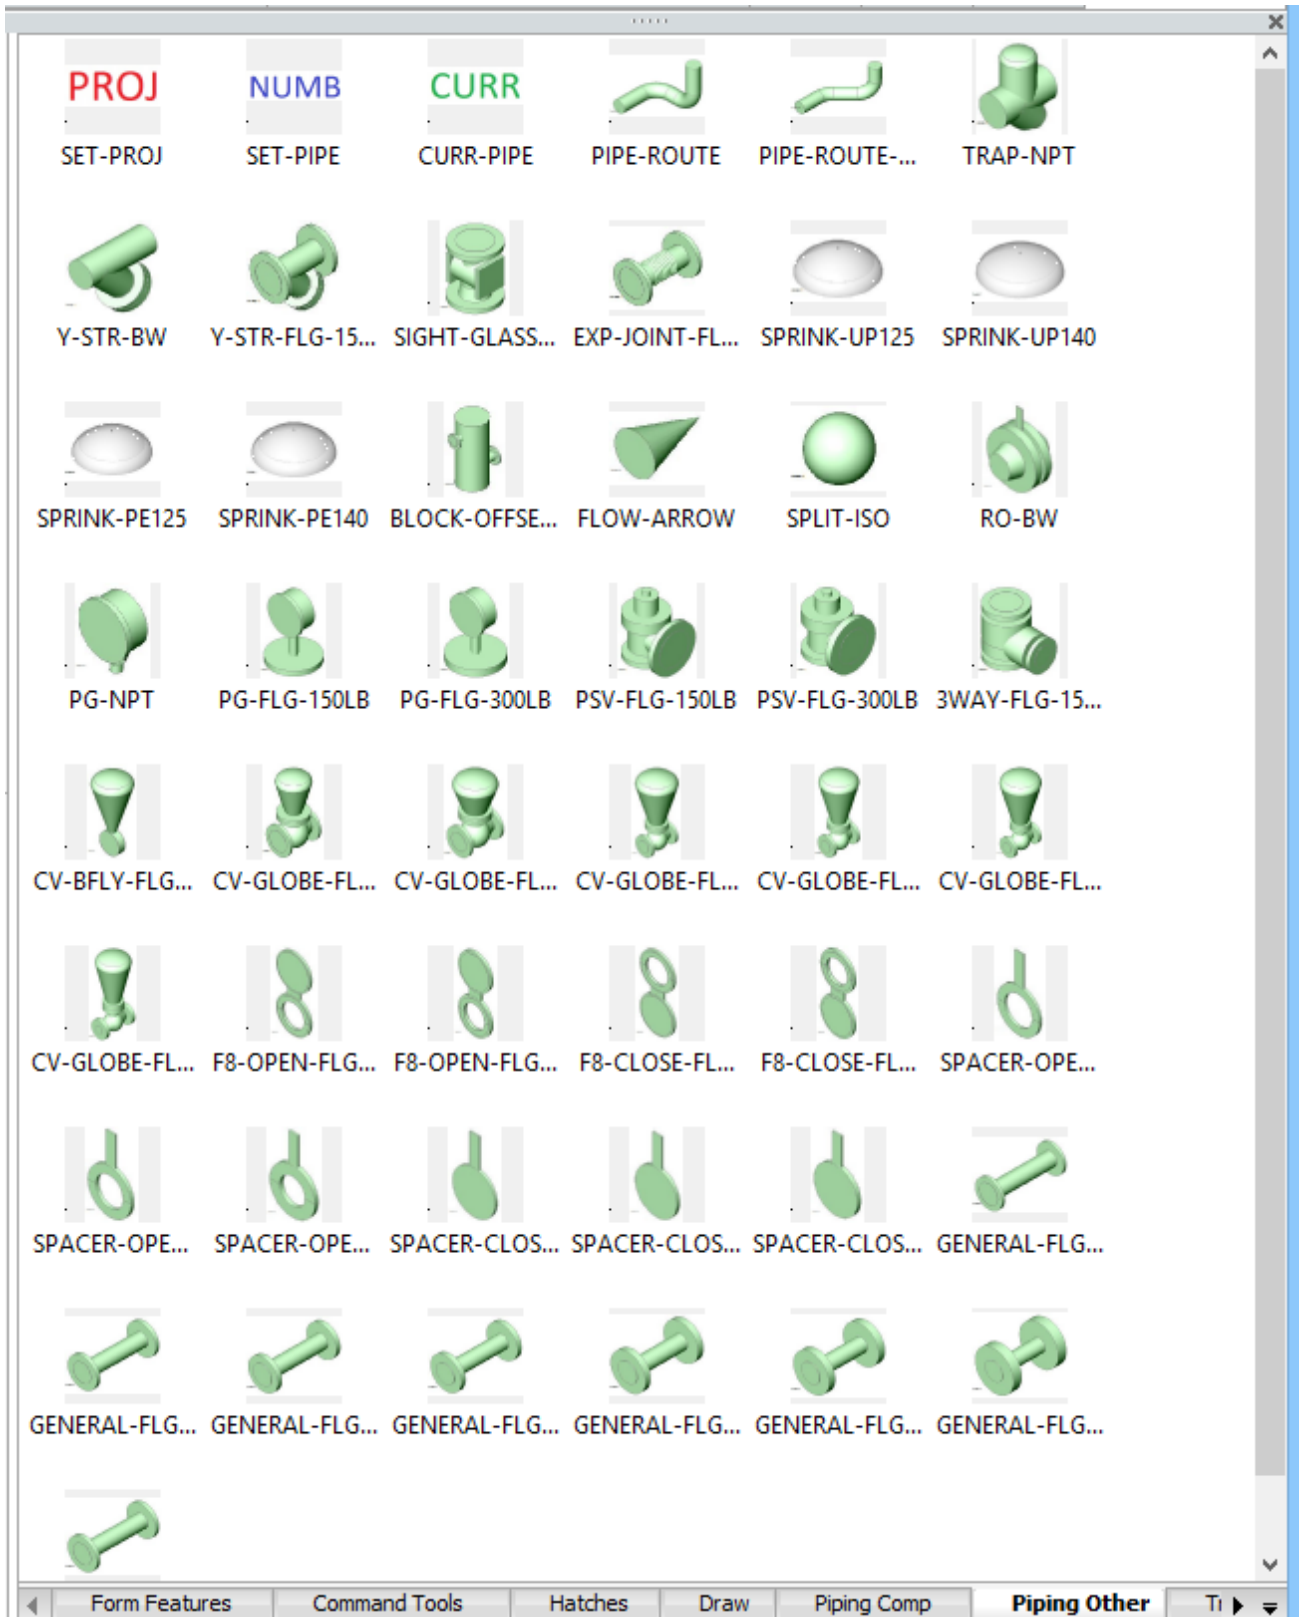 PROJ NUMB CURR
SET-PROJ SET-PIPE CURR-PIPE PIPE-ROUTE PIPE-ROUTE-... TRAP-NPT
Y-STR-BW Y-STR-FLG-15... SIGHT-GLASS... EXP-JOINT-FL... SPRINK-UP125 SPRINK-UP140
SPRINK-PE125 SPRINK-PE140 BLOCK-OFFSE... FLOW-ARROW SPLIT-ISO RO-BW
PG-NPT PG-FLG-150LB PG-FLG-300LB PSV-FLG-150LB PSV-FLG-300LB 3WAY-FLG-15...
CV-BFLY-FLG... CV-GLOBE-FL... CV-GLOBE-FL... CV-GLOBE-FL... CV-GLOBE-FL... CV-GLOBE-FL...
CV-GLOBE-FL... F8-OPEN-FLG... F8-OPEN-FLG... F8-CLOSE-FL... F8-CLOSE-FL... SPACER-OPE...
SPACER-OPE... SPACER-OPE... SPACER-CLOS... SPACER-CLOS... SPACER-CLOS... GENERAL-FLG...
GENERAL-FLG... GENERAL-FLG... GENERAL-FLG... GENERAL-FLG... GENERAL-FLG... GENERAL-FLG...
Form Features Command Tools Hatches Draw Piping Comp Piping Other